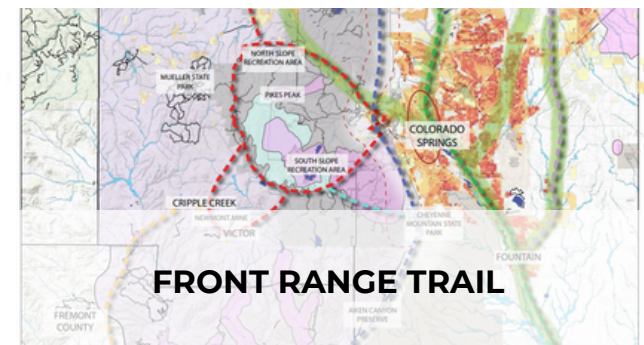 NORTH SLOPE
RECREATION AREA
MUELLER STATE
PARK
PIKES PEAK
COLORADO
SPRINGS
SOUTH SLOPE
RECREATION AREA
CRIPPLE CREEK
NEWMONT MINE
VICTOR
CHEYENNE
MOUNTAIN STATE
PARK
FOUNTAIN
FRONT RANGE TRAIL
FREMONT
COUNTY
AIKEN CANYON
PRESERVE